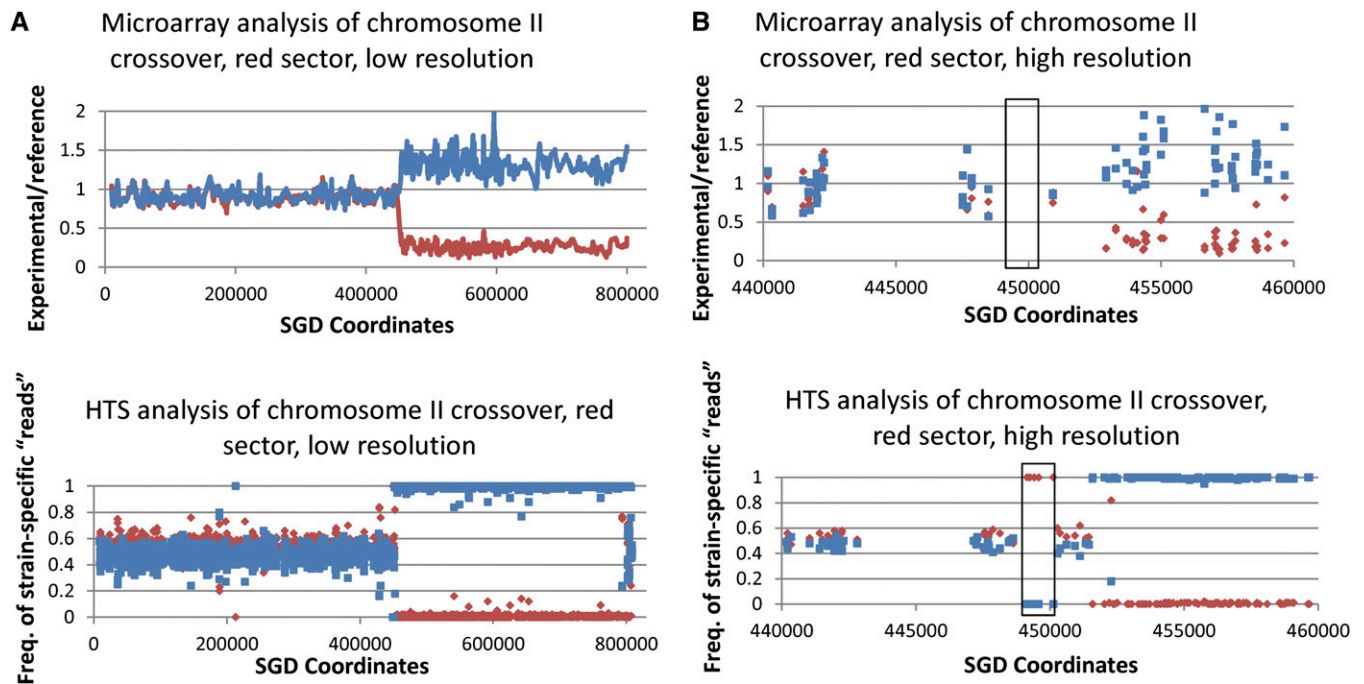 A
Microarray analysis of chromosome II
crossover, red sector, low resolution
Experimental/reference
2
1.5
1
0.5
0
0 200000 400000 600000 800000
SGD Coordinates
B
Microarray analysis of chromosome II
crossover, red sector, high resolution
Experimental/reference
2
1.5
1
0.5
0
440000 445000 450000 455000 460000
SGD Coordinates
HTS analysis of chromosome II crossover, red
sector, low resolution
Freq. of strain-specific "reads"
1
0.8
0.6
0.4
0.2
0
0 200000 400000 600000 800000
SGD Coordinates
HTS analysis of chromosome II crossover,
red sector, high resolution
Freq. of strain-specific "reads"
1
0.8
0.6
0.4
0.2
0
440000 445000 450000 455000 460000
SGD Coordinates